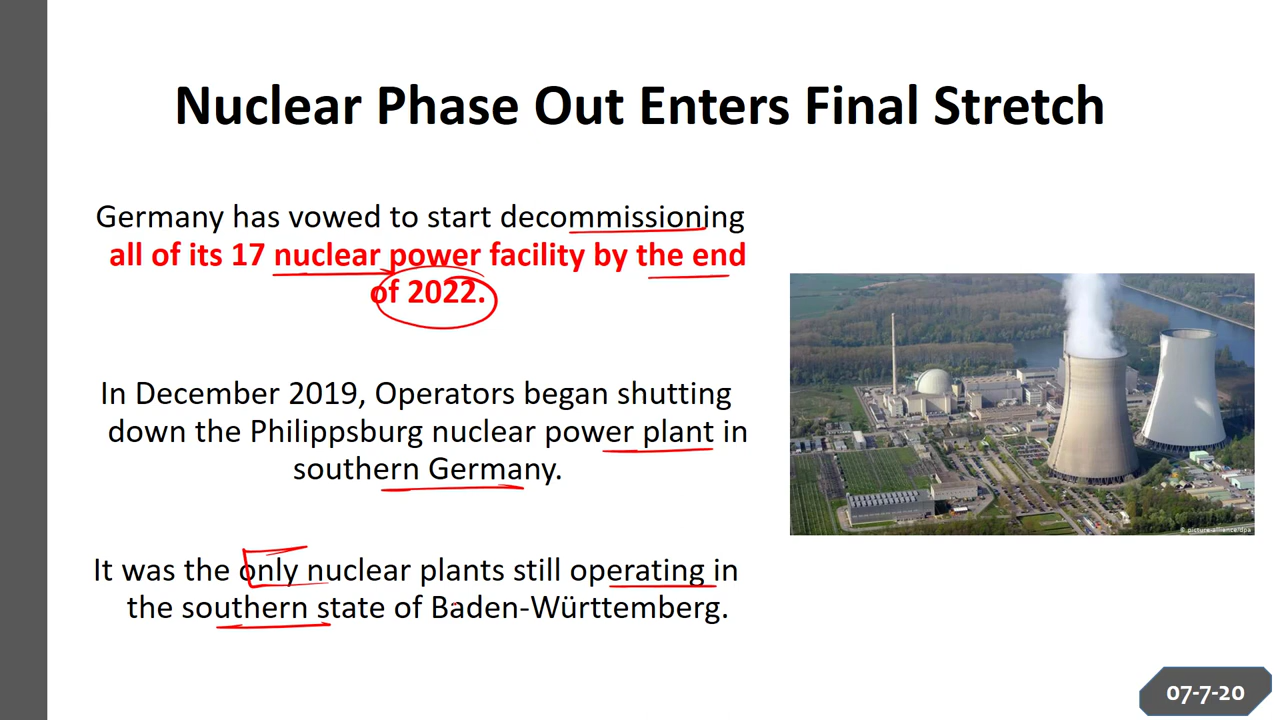 Nuclear Phase Out Enters Final Stretch
Germany has vowed to start decommissioning
all of its 17 nuclear power facility by the end
of 2022.
In December 2019, Operators began shutting
down the Philippsburg nuclear power plant in
southern Germany.
It was the only nuclear plants still operating in
the southern state of Baden-Württemberg.
© picture-alliance/dpa
07-7-20